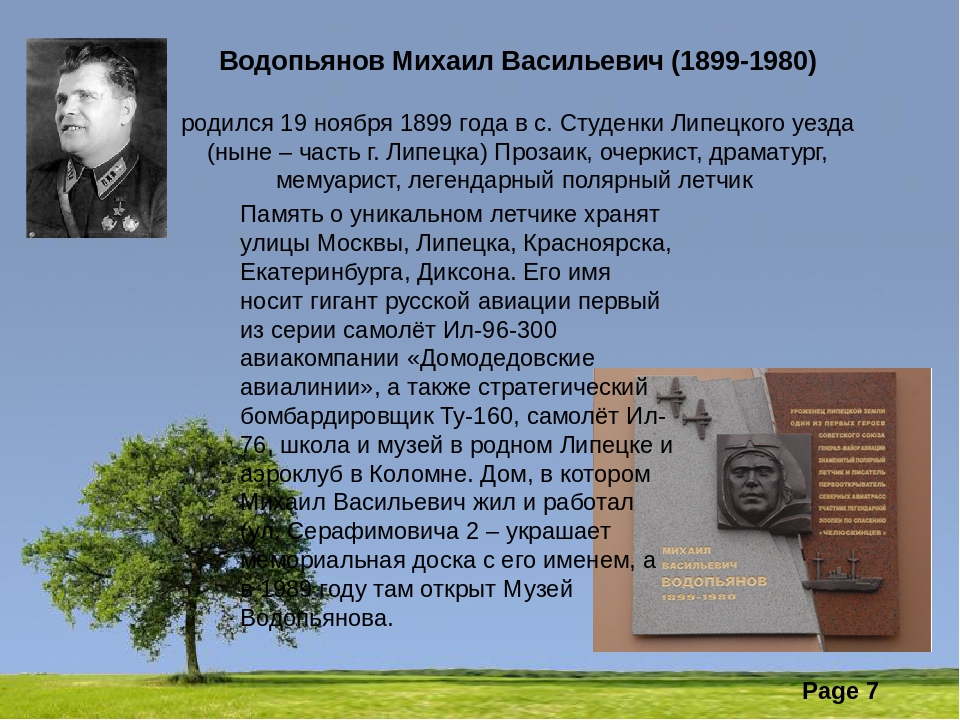 Водопьянов Михаил Васильевич (1899-1980)
родился 19 ноября 1899 года в с. Студенки Липецкого уезда
(ныне – часть г. Липецка) Прозаик, очеркист, драматург,
мемуарист, легендарный полярный летчик
Память о уникальном летчике хранят
улицы Москвы, Липецка, Красноярска,
Екатеринбурга, Диксона. Его имя
носит гигант русской авиации первый
из серии самолёт Ил-96-300
авиакомпании «Домодедовские
авиалинии», а также стратегический
бомбардировщик Ту-160, самолёт Ил-
76, школа и музей в родном Липецке и
аэроклуб в Коломне. Дом, в котором
Михаил Васильевич жил и работал
(ул. Серафимовича 2 – украшает
мемориальная доска с его именем, а
в 1989 году там открыт Музей
Водопьянова.
УРОЖЕНЕЦ ЛИПЕЦКОЙ ЗЕМЛИ
ОДИН ИЗ ПЕРВЫХ ГЕРОЕВ
СОВЕТСКОГО СОЮЗА
ГЕНЕРАЛ-МАЙОР АВИАЦИИ
ЗНАМЕНИТЫЙ ПОЛЯРНЫЙ
ЛЕТЧИК И ПИСАТЕЛЬ
ПЕРВООТКРЫВАТЕЛЬ
СЕВЕРНЫХ АВИАТРАСС
УЧАСТНИК ЛЕГЕНДАРНОЙ
ЭПОПЕИ ПО СПАСЕНИЮ
«ЧЕЛЮСКИНЦЕВ»
МИХАИЛ
ВАСИЛЬЕВИЧ
ВОДОПЬЯНОВ
1899-1980
Page 7